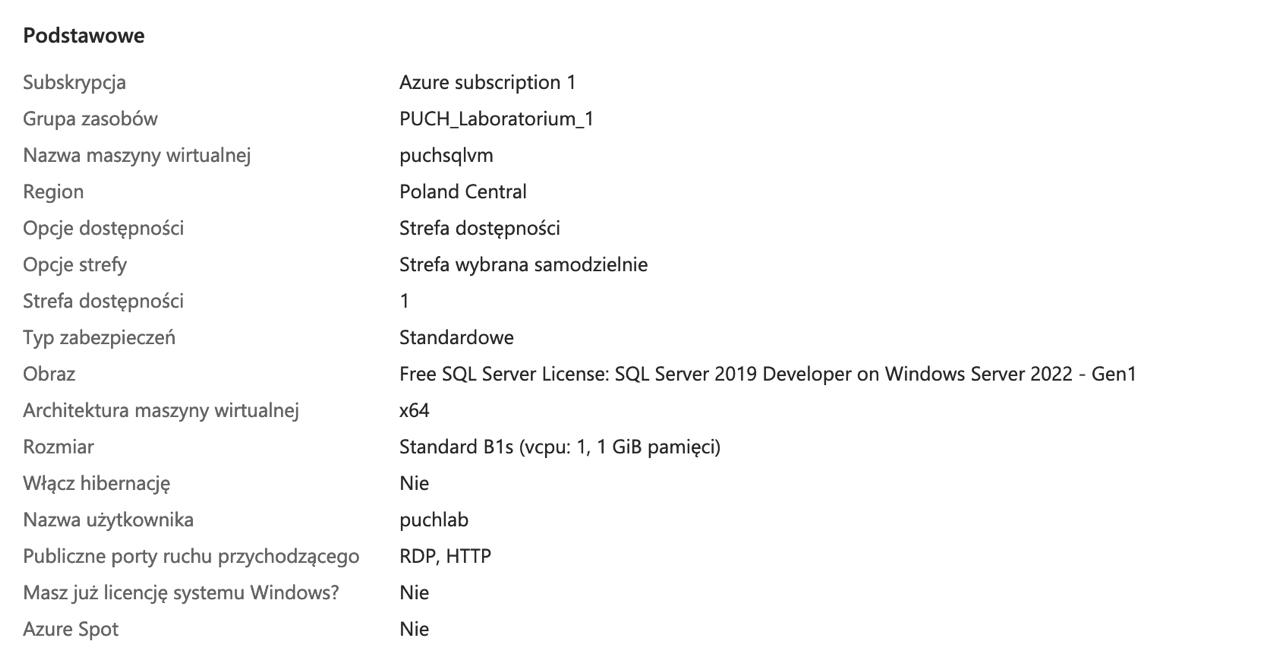 Podstawowe
Subskrypcja Azure subscription 1
Grupa zasobów PUCH_Laboratorium_1
Nazwa maszyny wirtualnej puchsqlvm
Region Poland Central
Opcje dostępności Strefa dostępności
Opcje strefy Strefa wybrana samodzielnie
Strefa dostępności 1
Typ zabezpieczeń Standardowe
Obraz Free SQL Server License: SQL Server 2019 Developer on Windows Server 2022 - Gen1
Architektura maszyny wirtualnej x64
Rozmiar Standard B1s (vcpu: 1, 1 GiB pamięci)
Włącz hibernację Nie
Nazwa użytkownika puchlab
Publiczne porty ruchu przychodzącego RDP, HTTP
Masz już licencję systemu Windows? Nie
Azure Spot Nie